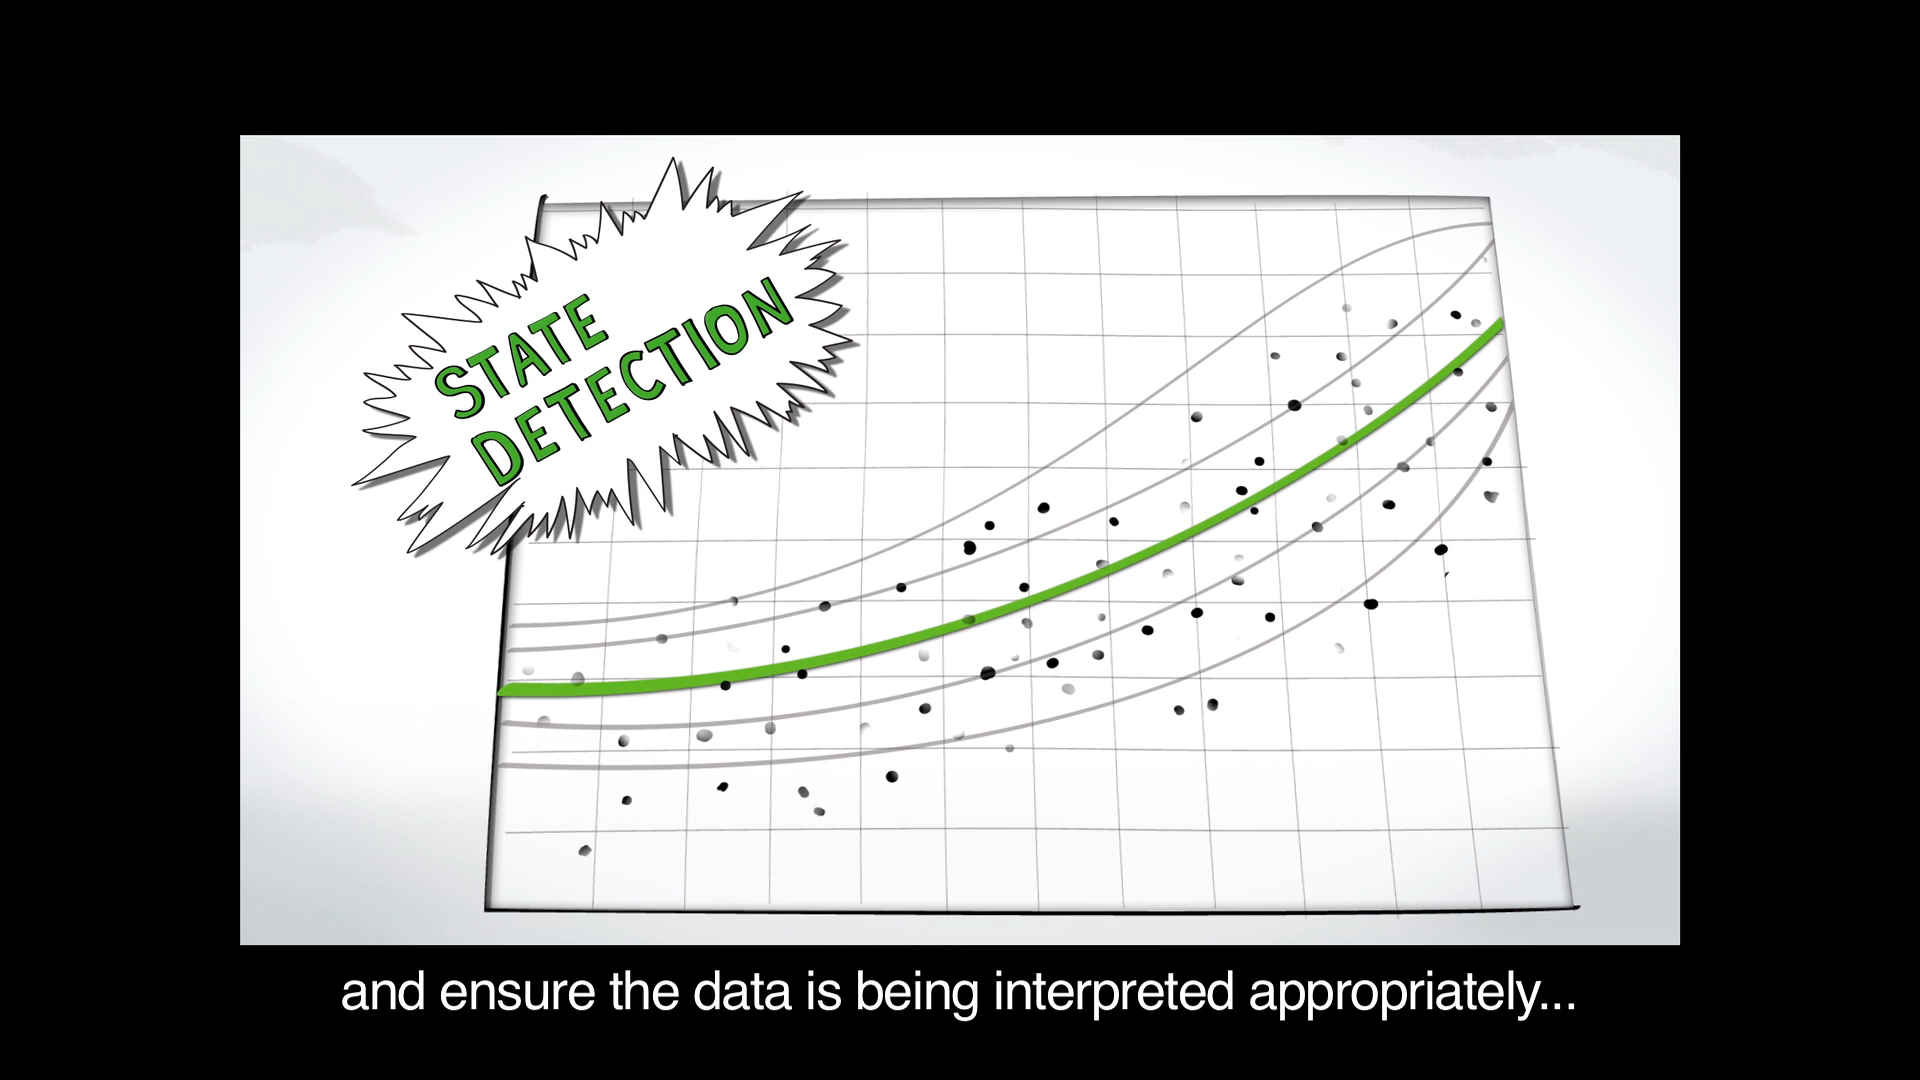 STATE
DETECTION
and ensure the data is being interpreted appropriately...